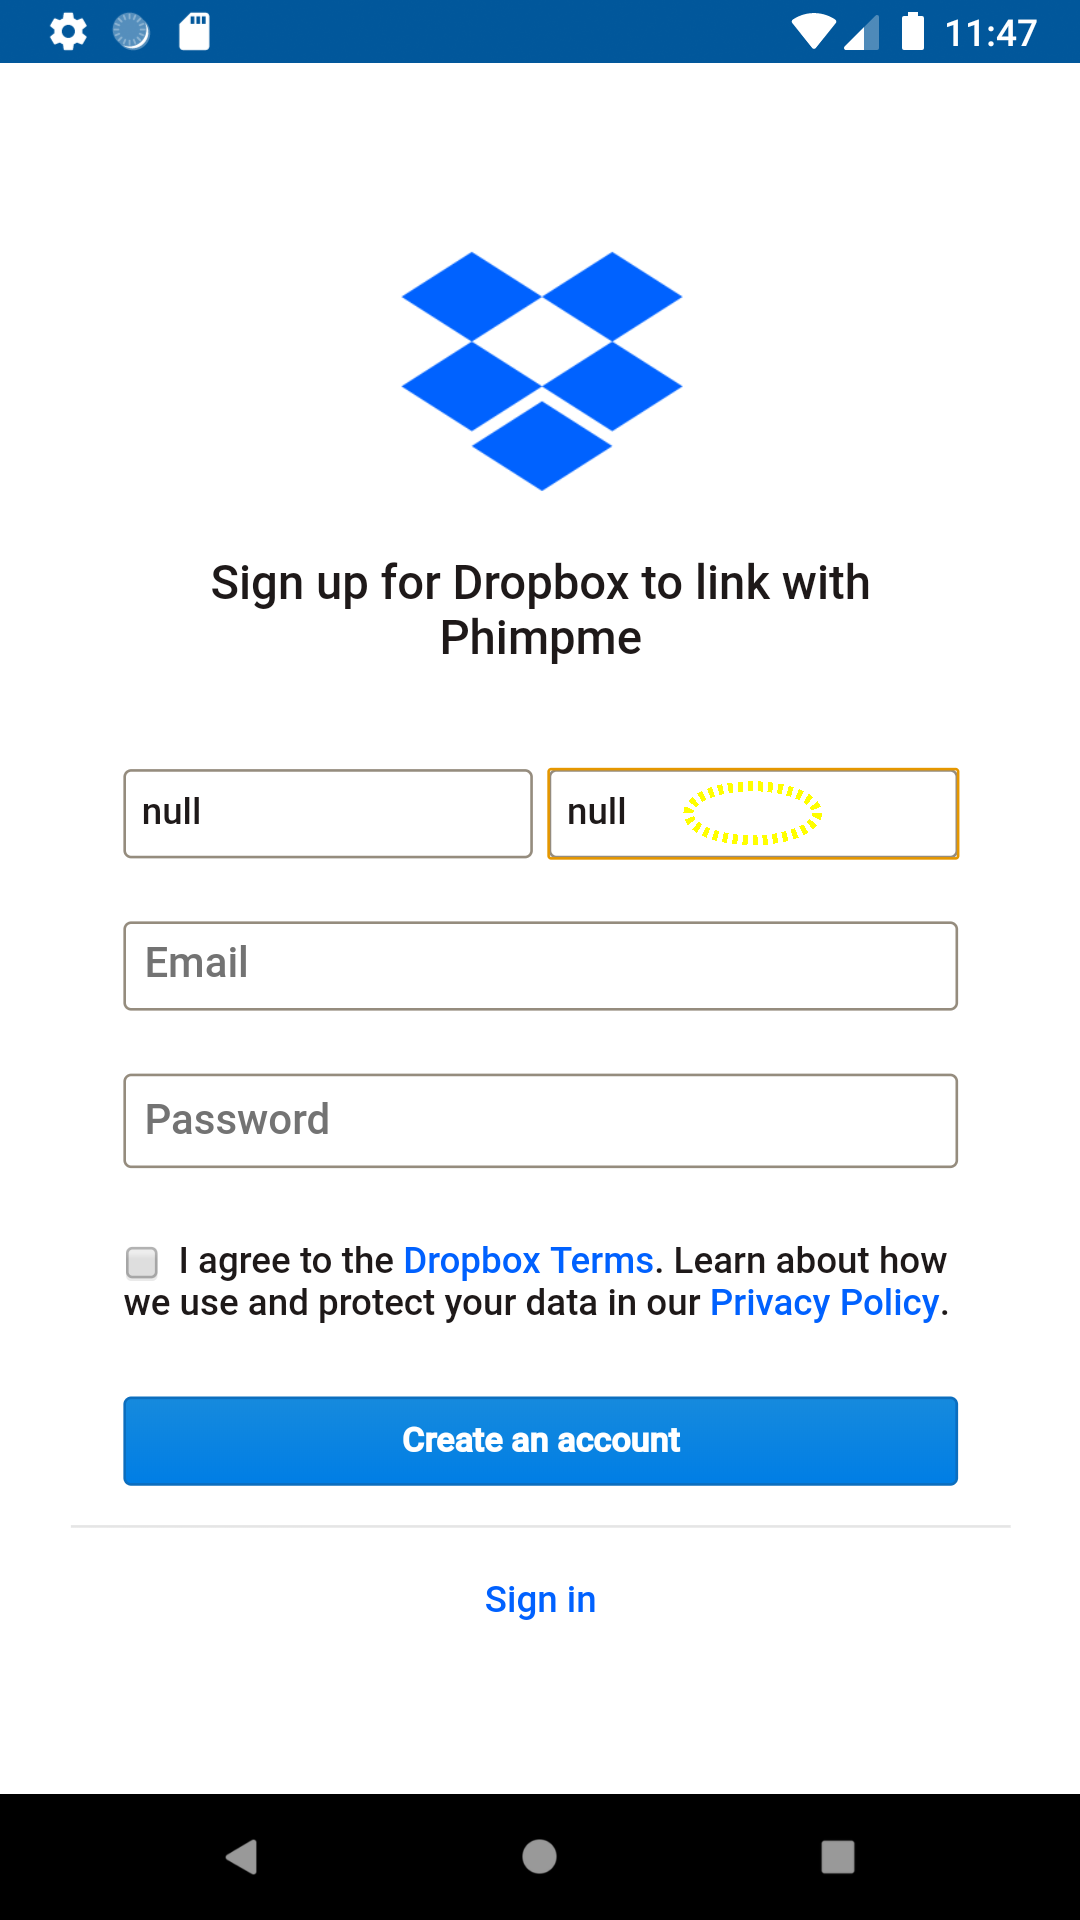 11:47
Sign up for Dropbox to link with
Phimpme
null null
Email
Password
I agree to the Dropbox Terms. Learn about how
we use and protect your data in our Privacy Policy.
Create an account
Sign in